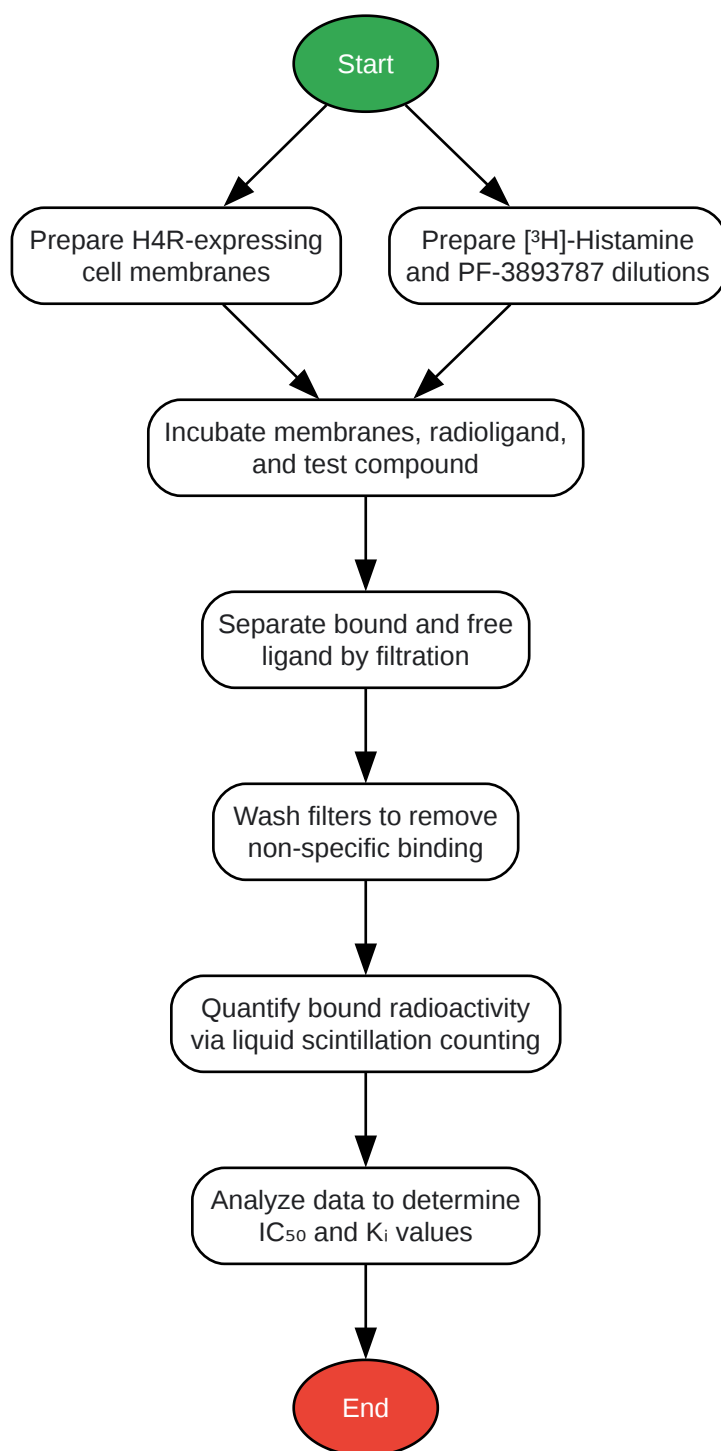 Start
Prepare H4R-expressing
cell membranes
Prepare [³H]-Histamine
and PF-3893787 dilutions
Incubate membranes, radioligand,
and test compound
Separate bound and free
ligand by filtration
Wash filters to remove
non-specific binding
Quantify bound radioactivity
via liquid scintillation counting
Analyze data to determine
IC₅₀ and Kᵢ values
End